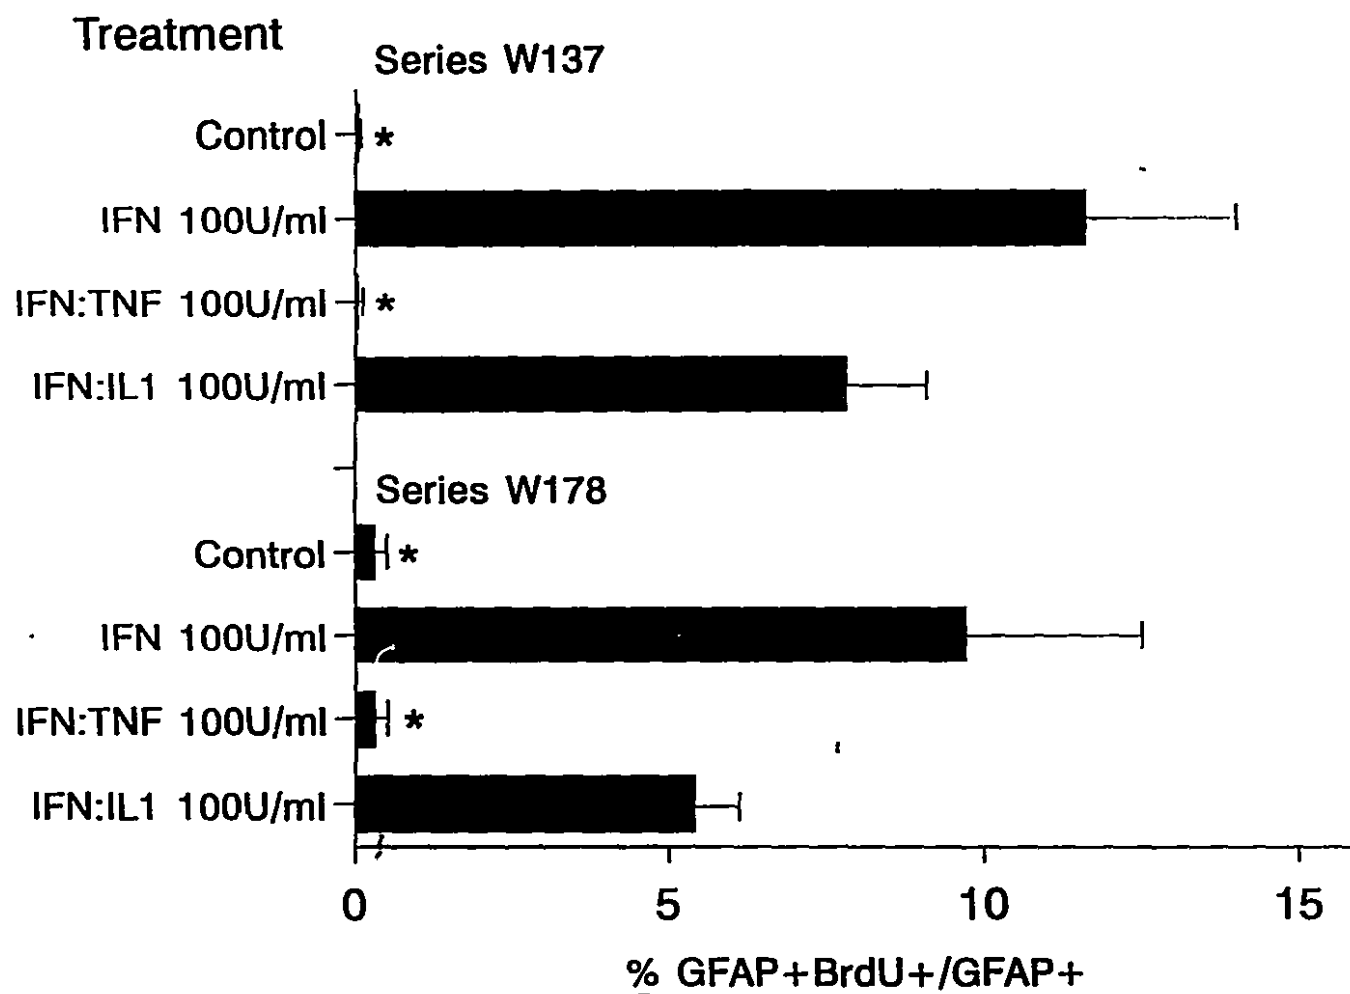 Treatment
Series W137
Control *
IFN 100U/ml
IFN:TNF 100U/ml *
IFN:IL1 100U/ml
Series W178
Control *
IFN 100U/ml
IFN:TNF 100U/ml *
IFN:IL1 100U/ml
0 5 10 15
% GFAP+BrdU+/GFAP+